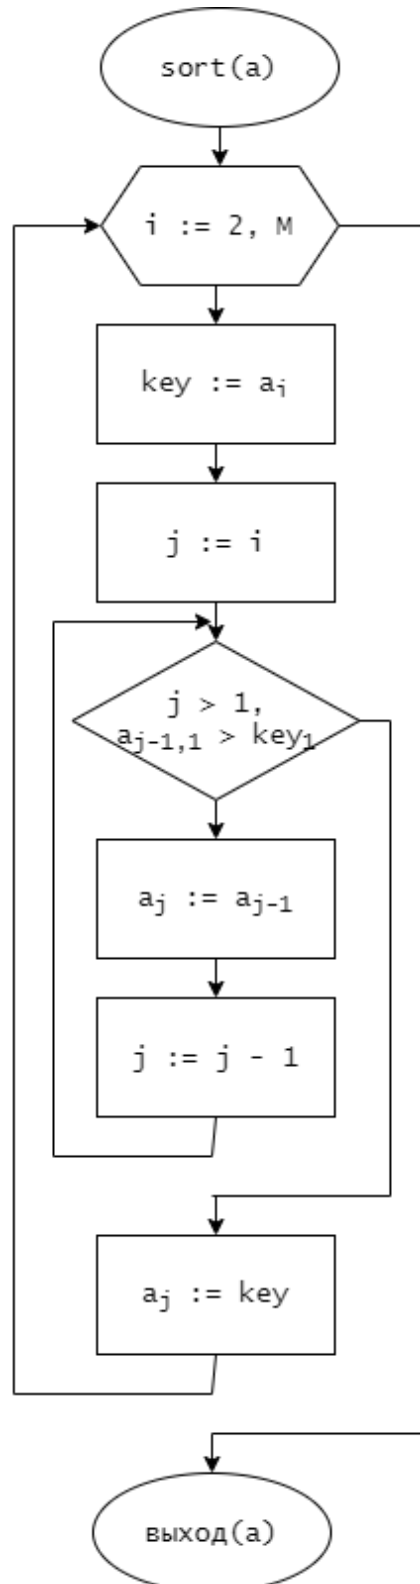 sort(a)
i := 2, M
key := aᵢ
j := i
j > 1,
aⱼ₋₁,₁ > key₁
aⱼ := aⱼ₋₁
j := j - 1
aⱼ := key
выход(a)